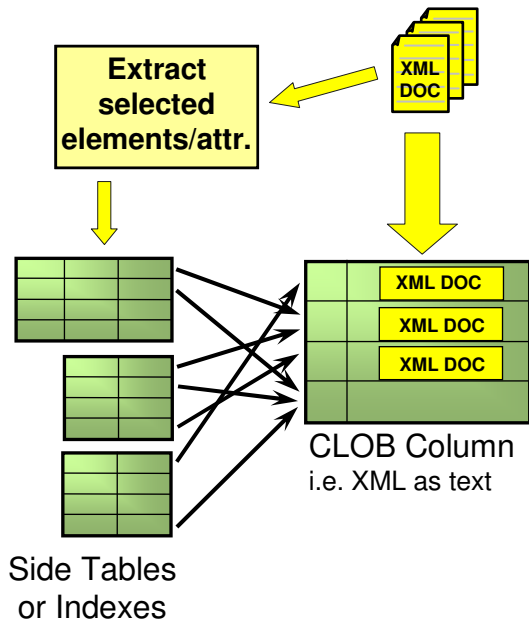 Extract
selected
elements/attr.
XML
DOC
XML DOC
XML DOC
XML DOC
CLOB Column
i.e. XML as text
Side Tables
or Indexes